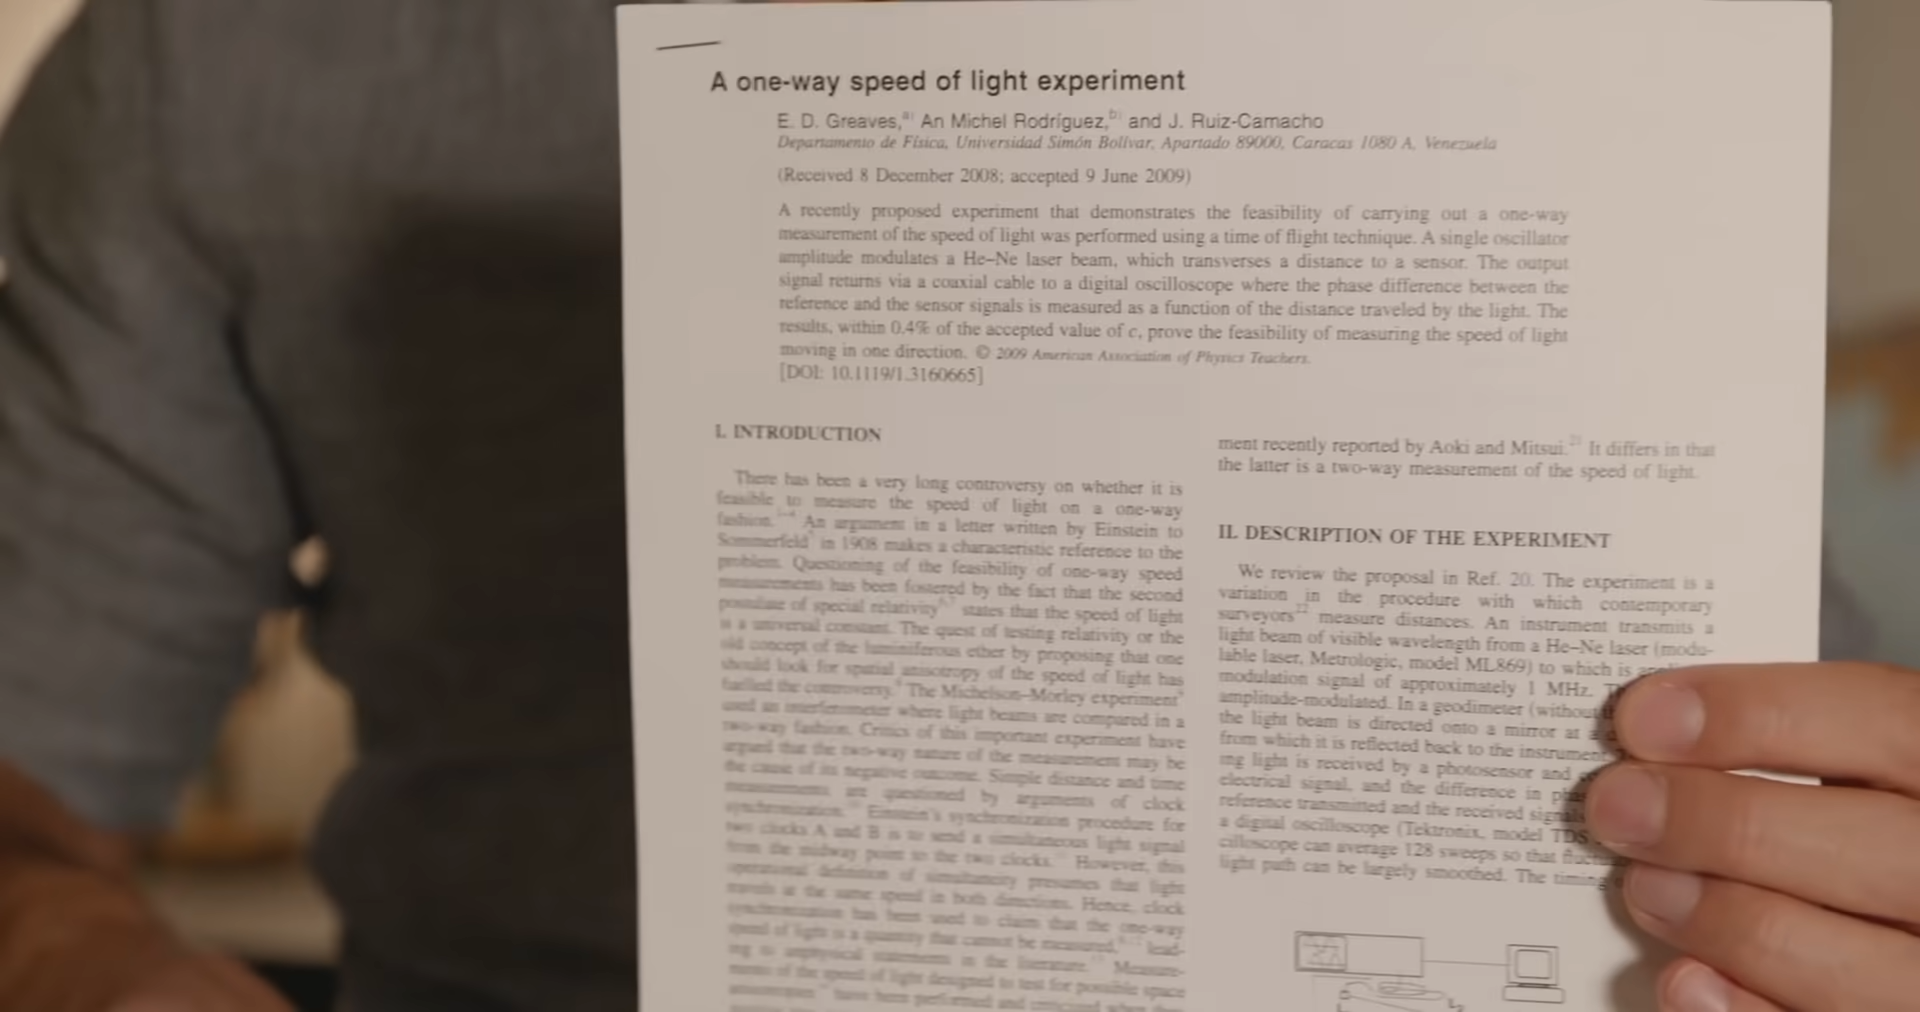 A one-way speed of light experiment
E. D. Greaves,a) An Michel Rodríguez,b) and J. Ruiz-Camacho
Departamento de Física, Universidad Simón Bolívar, Apartado 89000, Caracas 1080 A, Venezuela
(Received 8 December 2008; accepted 9 June 2009)
A recently proposed experiment that demonstrates the feasibility of carrying out a one-way
measurement of the speed of light was performed using a time of flight technique. A single oscillator
amplitude modulates a He–Ne laser beam, which transverses a distance to a sensor. The output
signal returns via a coaxial cable to a digital oscilloscope where the phase difference between the
reference and the sensor signals is measured as a function of the distance traveled by the light. The
results, within 0.4% of the accepted value of c, prove the feasibility of measuring the speed of light
moving in one direction. © 2009 American Association of Physics Teachers.
[DOI: 10.1119/1.3160665]
I. INTRODUCTION
There has been a very long controversy on whether it is
feasible to measure the speed of light on a one-way
fashion. An argument in a letter written by Einstein to
Sommerfeld in 1908 makes a characteristic reference to the
problem. Questioning of the feasibility of one-way speed
measurements has been fostered by the fact that the second
postulate of special relativity states that the speed of light
is a universal constant. The quest of testing relativity or the
old concept of the luminiferous ether by proposing that one
should look for spatial anisotropy of the speed of light has
fuelled the controversy. The Michelson–Morley experiment
used an interferometer where light beams are compared in a
two-way fashion. Critics of this important experiment have
argued that the two-way nature of the measurement may be
the cause of its negative outcome. Simple distance and time
measurements are questioned by arguments of clock
synchronization. Einstein's synchronization procedure for
two clocks A and B is to send a simultaneous light signal
from the midway point to the two clocks. However, this
operational definition of simultaneity presumes that light
travels at the same speed in both directions. Hence, clock
synchronization has been used to claim that the one-way
speed of light is a quantity that cannot be measured, lead-
ing to unphysical statements in the literature. Measure-
ments of the speed of light designed to test for possible space
have been performed and
ment recently reported by Aoki and Mitsui.21 It differs in that
the latter is a two-way measurement of the speed of light.
II. DESCRIPTION OF THE EXPERIMENT
We review the proposal in Ref. 20. The experiment is a
variation in the procedure with which contemporary
surveyors22 measure distances. An instrument transmits a
light beam of visible wavelength from a He–Ne laser (modu-
lable laser, Metrologic, model ML869) to which is
modulation signal of approximately 1 MHz.
amplitude-modulated. In a geodimeter (without
the light beam is directed onto a mirror at a
from which it is reflected back to the instrument
ing light is received by a photosensor and
electrical signal, and the difference in
reference transmitted and the received signals
a digital oscilloscope (Tektronix, model TDS
cilloscope can average 128 sweeps so that
light path can be largely smoothed. The timing